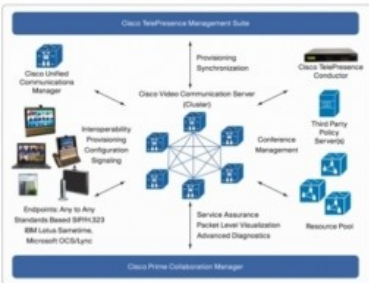 Cisco TelePresence Management Suite
Provisioning
Synchronization
Cisco Unified
Communications
Manager
Cisco TelePresence
Conductor
Cisco Video Communication Server
(Cluster)
Third Party
Policy
Server(s)
Interoperability
Provisioning
Configuration
Signaling
Conference
Management
Endpoints: Any to Any
Standards Based SIP/H.323
IBM Lotus Sametime,
Microsoft OCS/Lync
Service Assurance
Packet Level Visualization
Advanced Diagnostics
Resource Pool
Cisco Prime Collaboration Manager